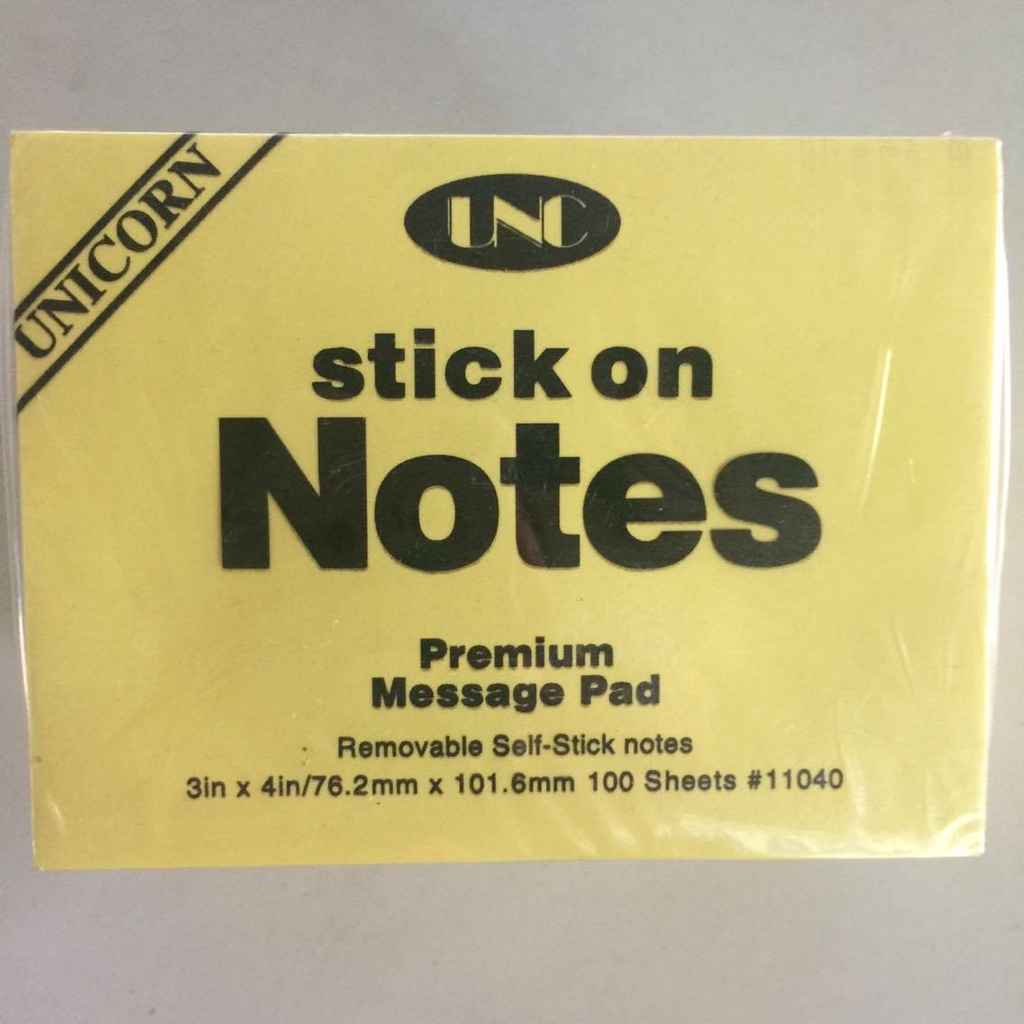 UNICORN
UNC
stick on
Notes
Premium
Message Pad
Removable Self-Stick notes
3in x 4in/76.2mm x 101.6mm 100 Sheets #11040